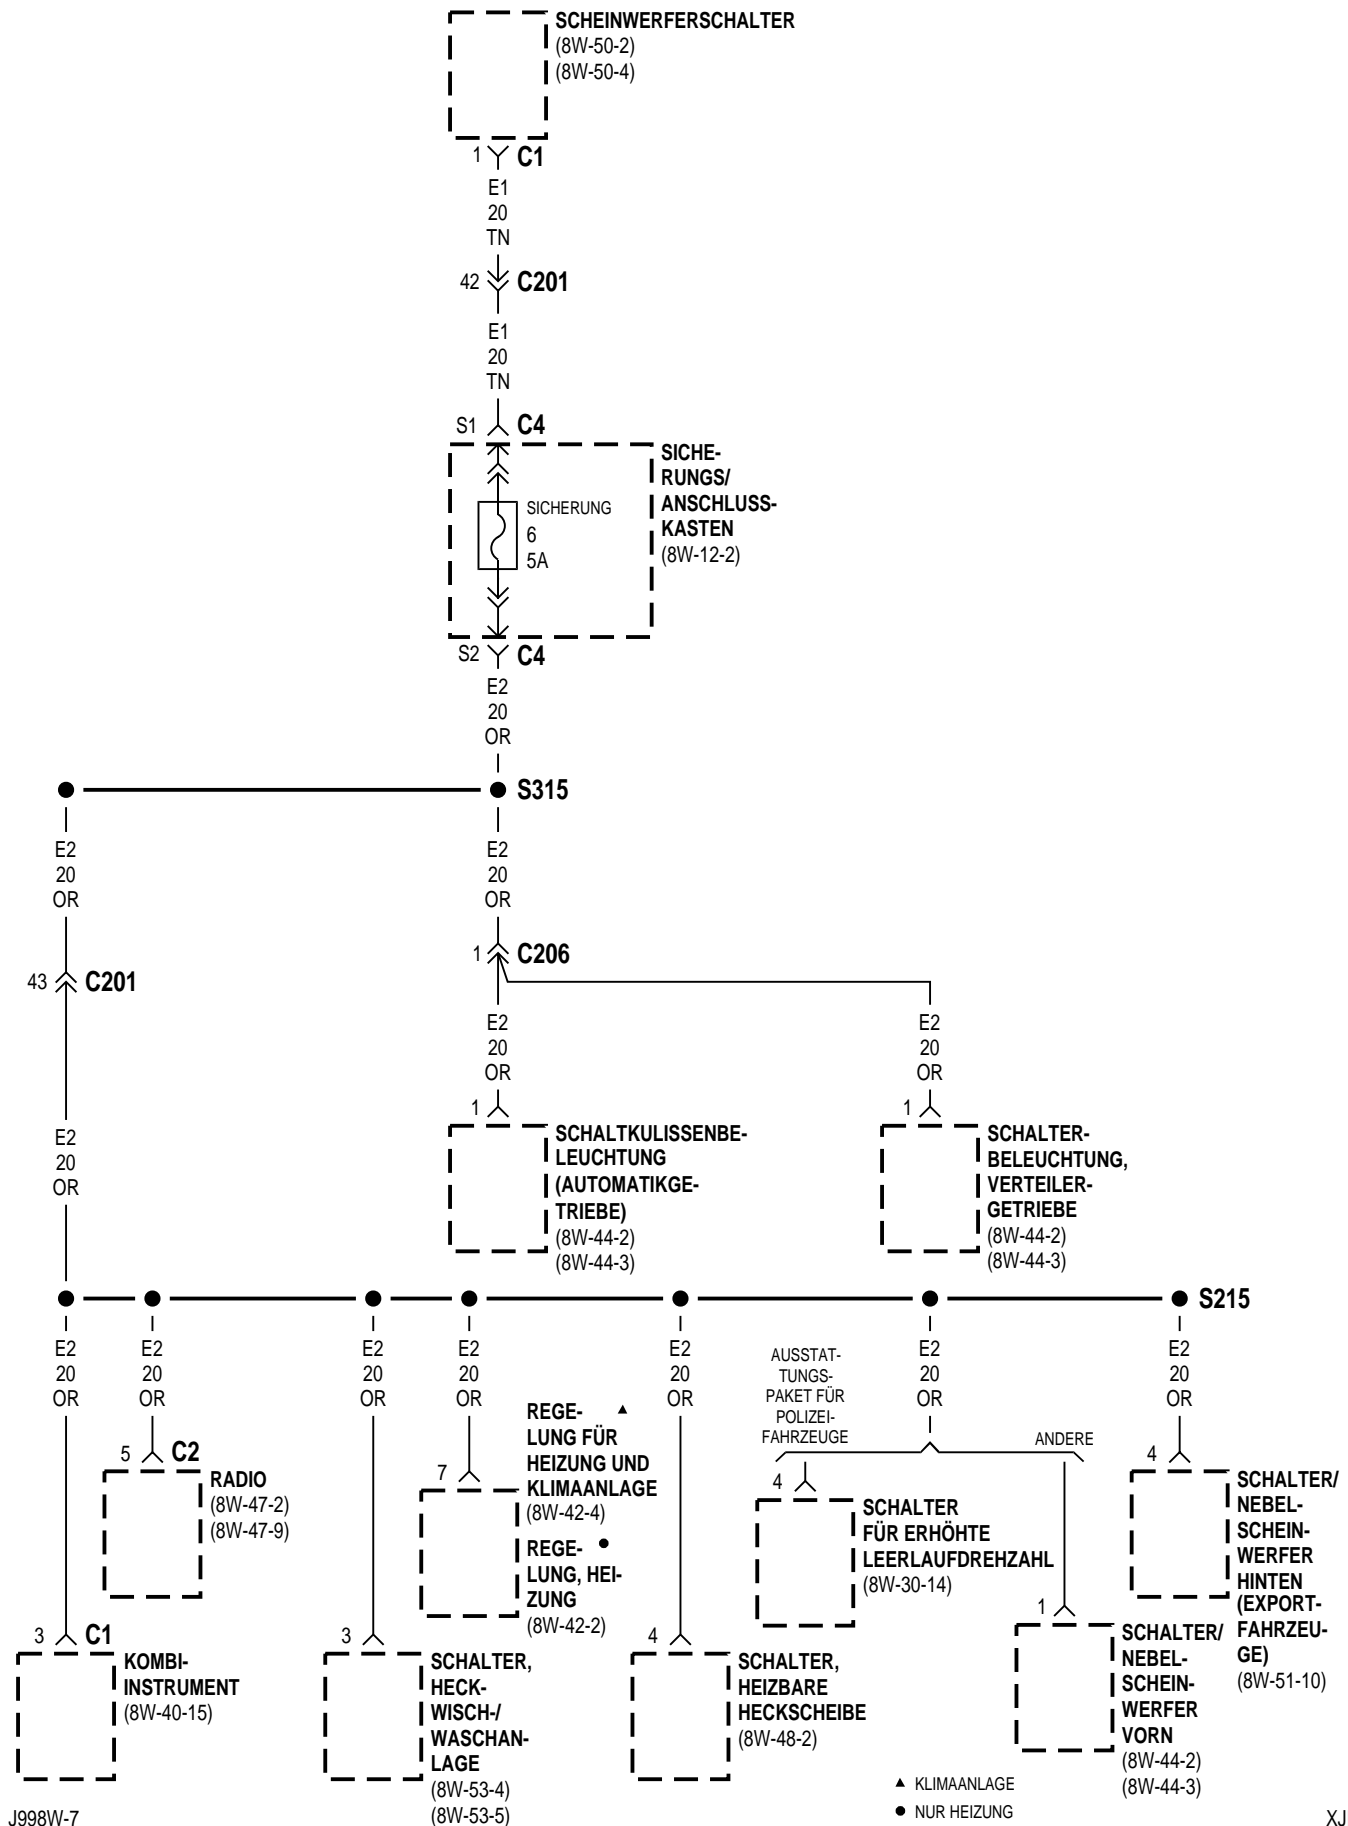 SCHEINWERFERSCHALTER
(8W-50-2)
(8W-50-4)
1 C1
E1
20
TN
42 C201
E1
20
TN
S1 C4
SICHE-
RUNGS/
ANSCHLUSS-
KASTEN
(8W-12-2)
SICHERUNG
6
5A
S2 C4
E2
20
OR
S315
E2
20
OR
E2
20
OR
1 C206
43 C201
E2
20
OR
E2
20
OR
1
1
SCHALTKULISSENBE-
LEUCHTUNG
(AUTOMATIKGE-
TRIEBE)
(8W-44-2)
(8W-44-3)
SCHALTER-
BELEUCHTUNG,
VERTEILER-
GETRIEBE
(8W-44-2)
(8W-44-3)
E2
20
OR
S215
E2
20
OR
E2
20
OR
E2
20
OR
E2
20
OR
E2
20
OR
E2
20
OR
E2
20
OR
AUSSTAT-
TUNGS-
PAKET FÜR
POLIZEI-
FAHRZEUGE
ANDERE
5 C2
RADIO
(8W-47-2)
(8W-47-9)
7
REGE- ▲
LUNG FÜR
HEIZUNG UND
KLIMAANLAGE
(8W-42-4)
REGE- ●
LUNG, HEI-
ZUNG
(8W-42-2)
4
SCHALTER
FÜR ERHÖHTE
LEERLAUFDREHZAHL
(8W-30-14)
4
SCHALTER/
NEBEL-
SCHEIN-
WERFER
HINTEN
(EXPORT-
FAHRZEU-
GE)
(8W-51-10)
3 C1
KOMBI-
INSTRUMENT
(8W-40-15)
3
SCHALTER,
HECK-
WISCH-/
WASCHAN-
LAGE
(8W-53-4)
(8W-53-5)
4
SCHALTER,
HEIZBARE
HECKSCHEIBE
(8W-48-2)
1
SCHALTER/
NEBEL-
SCHEIN-
WERFER
VORN
(8W-44-2)
(8W-44-3)
▲ KLIMAANLAGE
● NUR HEIZUNG
J998W-7
XJ